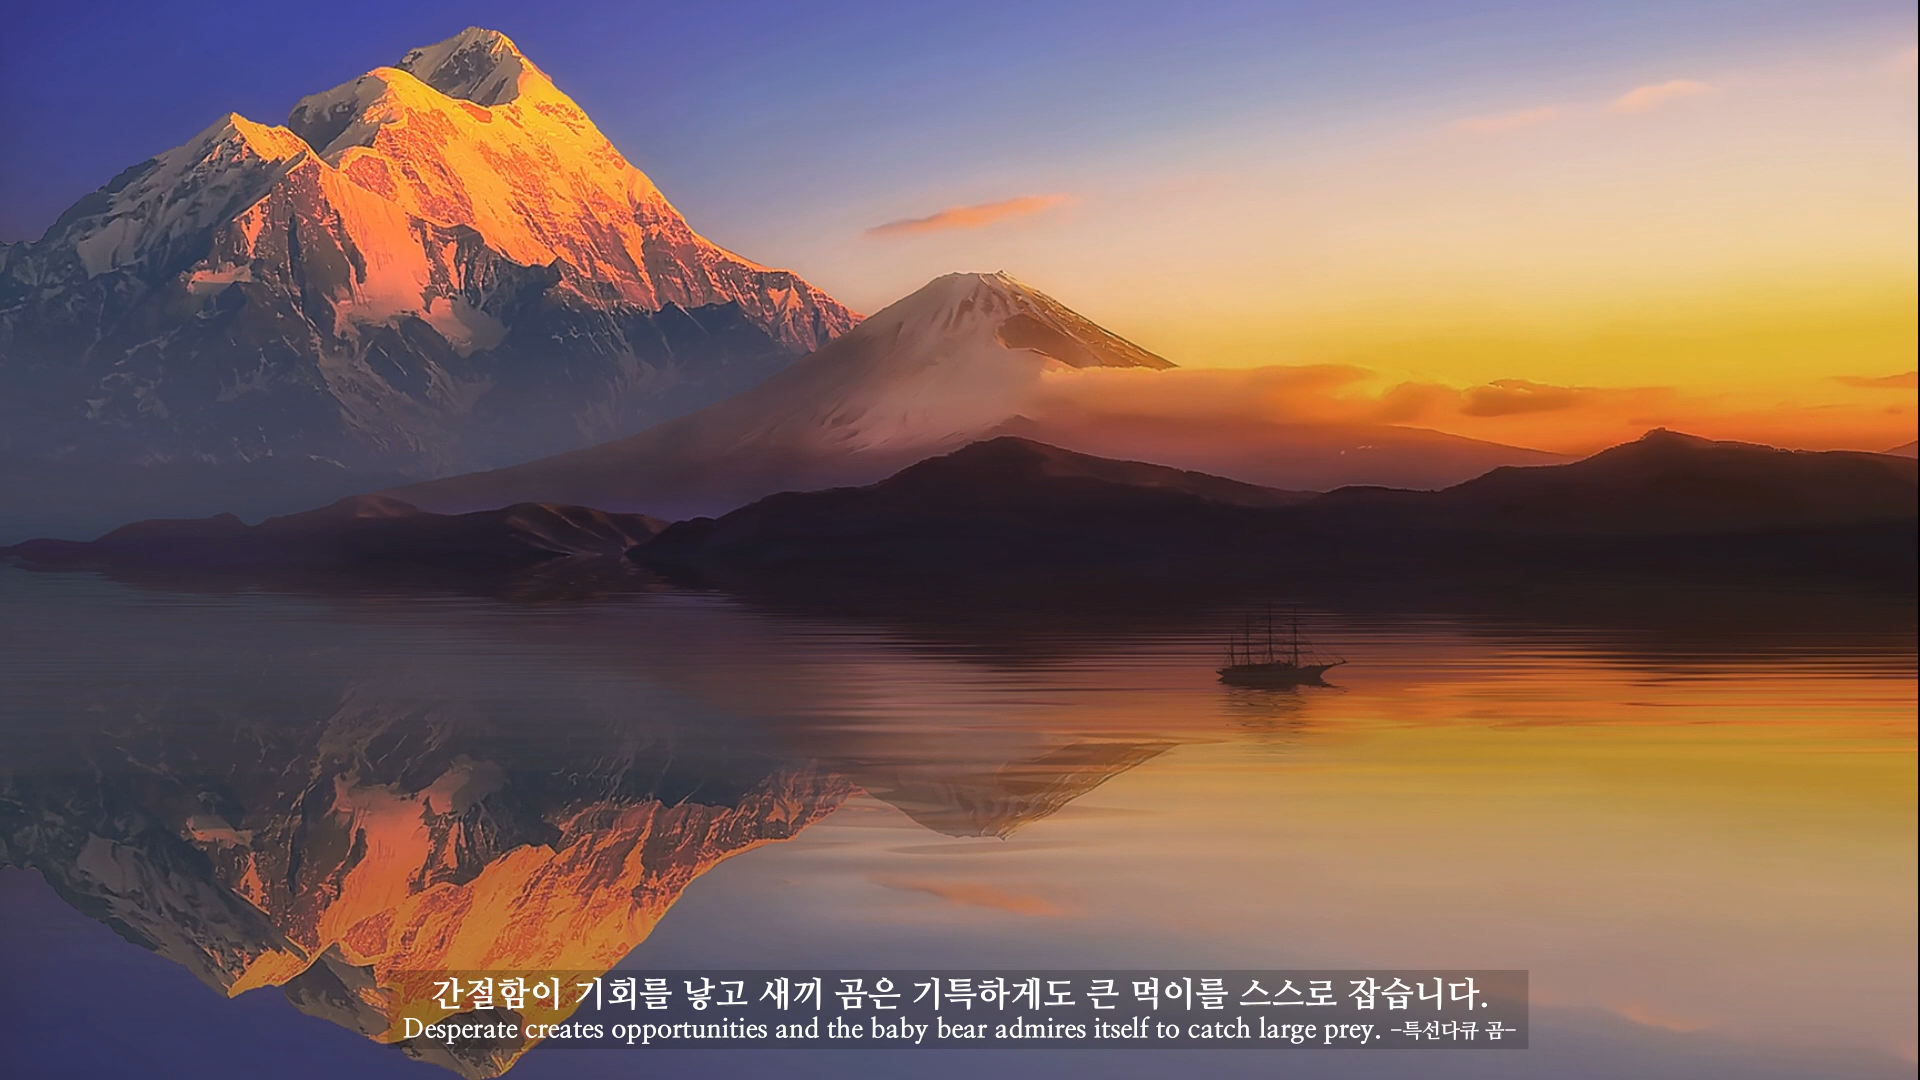 간절함이 기회를 낳고 새끼 곰은 기특하게도 큰 먹이를 스스로 잡습니다.
Desperate creates opportunities and the baby bear admires itself to catch large prey. -특선다큐 곰-